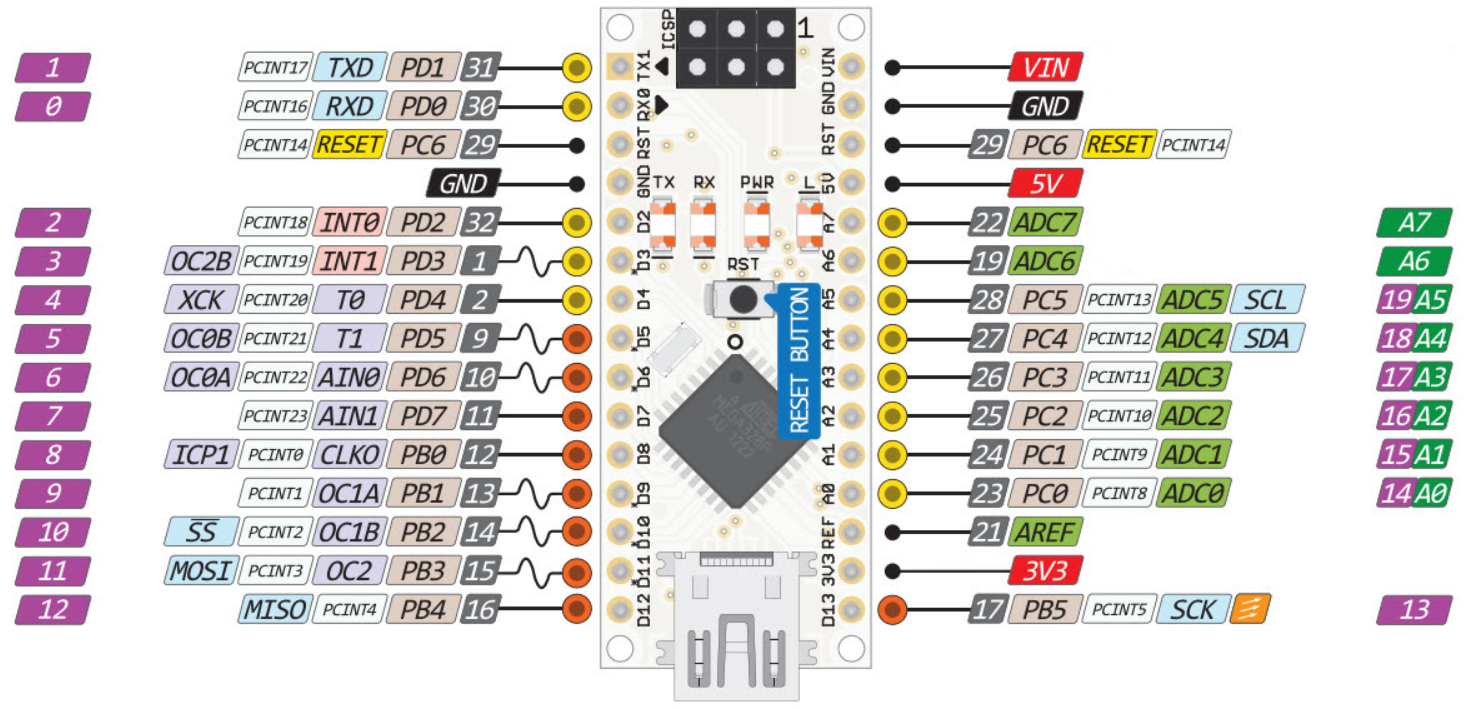 ICSP 1
1 PCINT17 TXD PD1 31 TX1 VIN VIN
0 PCINT16 RXD PD0 30 RX0 GND GND
PCINT14 RESET PC6 29 RST RST 29 PC6 RESET PCINT14
GND GND 5V 5V
TX RX PWR L
2 PCINT18 INT0 PD2 32 D2 A7 22 ADC7 A7
3 OC2B PCINT19 INT1 PD3 1 *D3 A6 19 ADC6 A6
RST
4 XCK PCINT20 T0 PD4 2 D4 A5 28 PC5 PCINT13 ADC5 SCL 19 A5
5 OC0B PCINT21 T1 PD5 9 *D5 A4 27 PC4 PCINT12 ADC4 SDA 18 A4
RESET BUTTON
6 OC0A PCINT22 AIN0 PD6 10 *D6 A3 26 PC3 PCINT11 ADC3 17 A3
7 PCINT23 AIN1 PD7 11 D7 A2 25 PC2 PCINT10 ADC2 16 A2
8 ICP1 PCINT0 CLKO PB0 12 D8 A1 24 PC1 PCINT9 ADC1 15 A1
9 PCINT1 OC1A PB1 13 *D9 A0 23 PC0 PCINT8 ADC0 14 A0
10 SS PCINT2 OC1B PB2 14 *D10 REF 21 AREF
11 MOSI PCINT3 OC2 PB3 15 *D11 3V3 3V3
12 MISO PCINT4 PB4 16 D12 D13 17 PB5 PCINT5 SCK 13